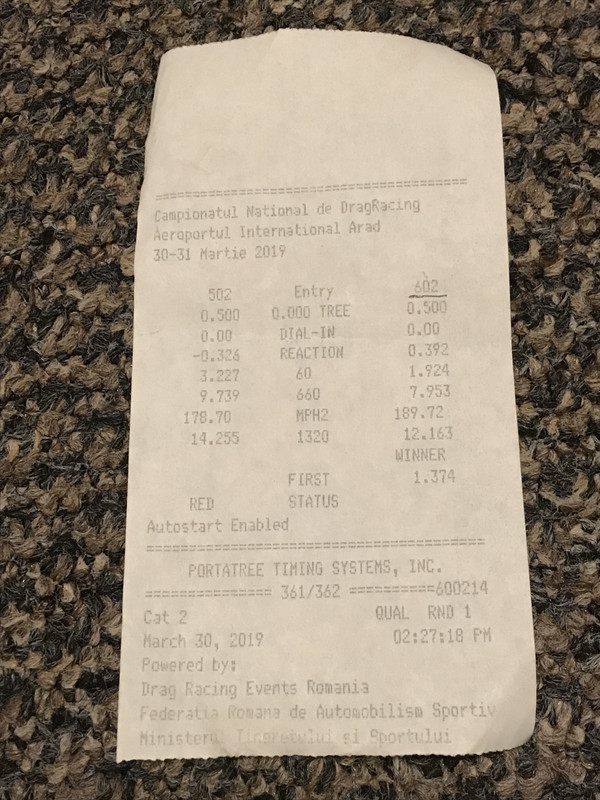 =========================================
Campionatul National de DragRacing
Aeroportul International Arad
30-31 Martie 2019
502 Entry 602
0.500 0.000 TREE 0.500
0.00 DIAL-IN 0.00
-0.326 REACTION 0.392
3.227 60 1.924
9.739 660 7.953
178.70 MPH2 189.72
14.255 1320 12.163
WINNER
FIRST 1.374
RED STATUS
Autostart Enabled
=========================================
PORTATREE TIMING SYSTEMS, INC.
=============== 361/362 ==========600214
Cat 2 QUAL RND 1
March 30, 2019 02:27:18 PM
Powered by:
Drag Racing Events Romania
Federatia Romana de Automobilism Sportiv
Ministerul Tineretului si Sportului